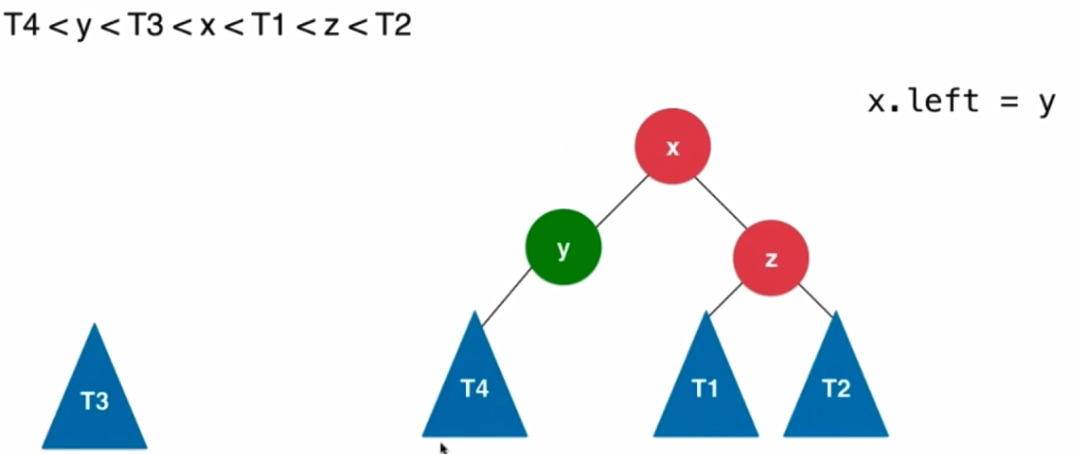 T4 < y < T3 < x < T1 < z < T2
x.left = y
x
y
z
T3
T4
T1
T2